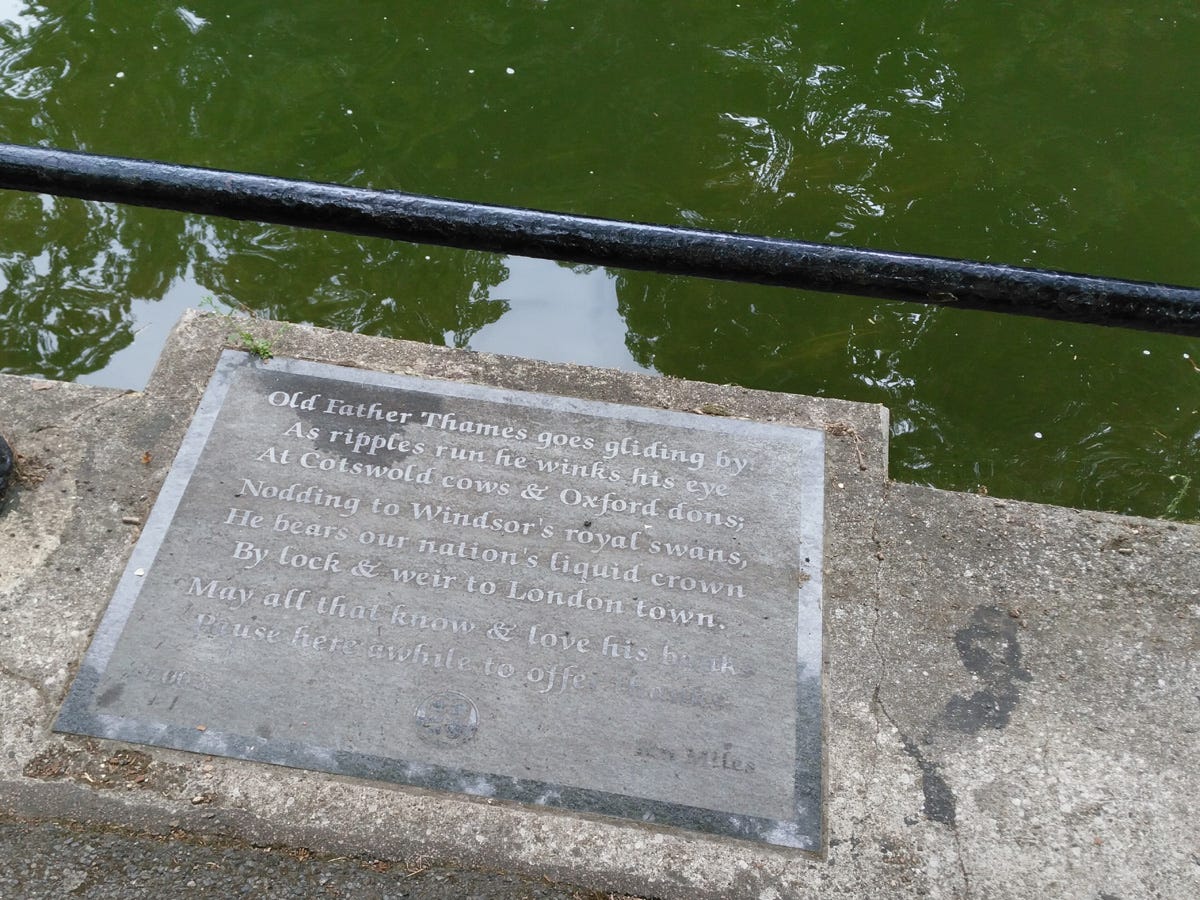 Old Father Thames goes gliding by;
As ripples run he winks his eye
At Cotswold cows & Oxford dons;
Nodding to Windsor's royal swans,
He bears our nation's liquid crown
By lock & weir to London town.
May all that know & love his banks
Pause here awhile to offer
Miles